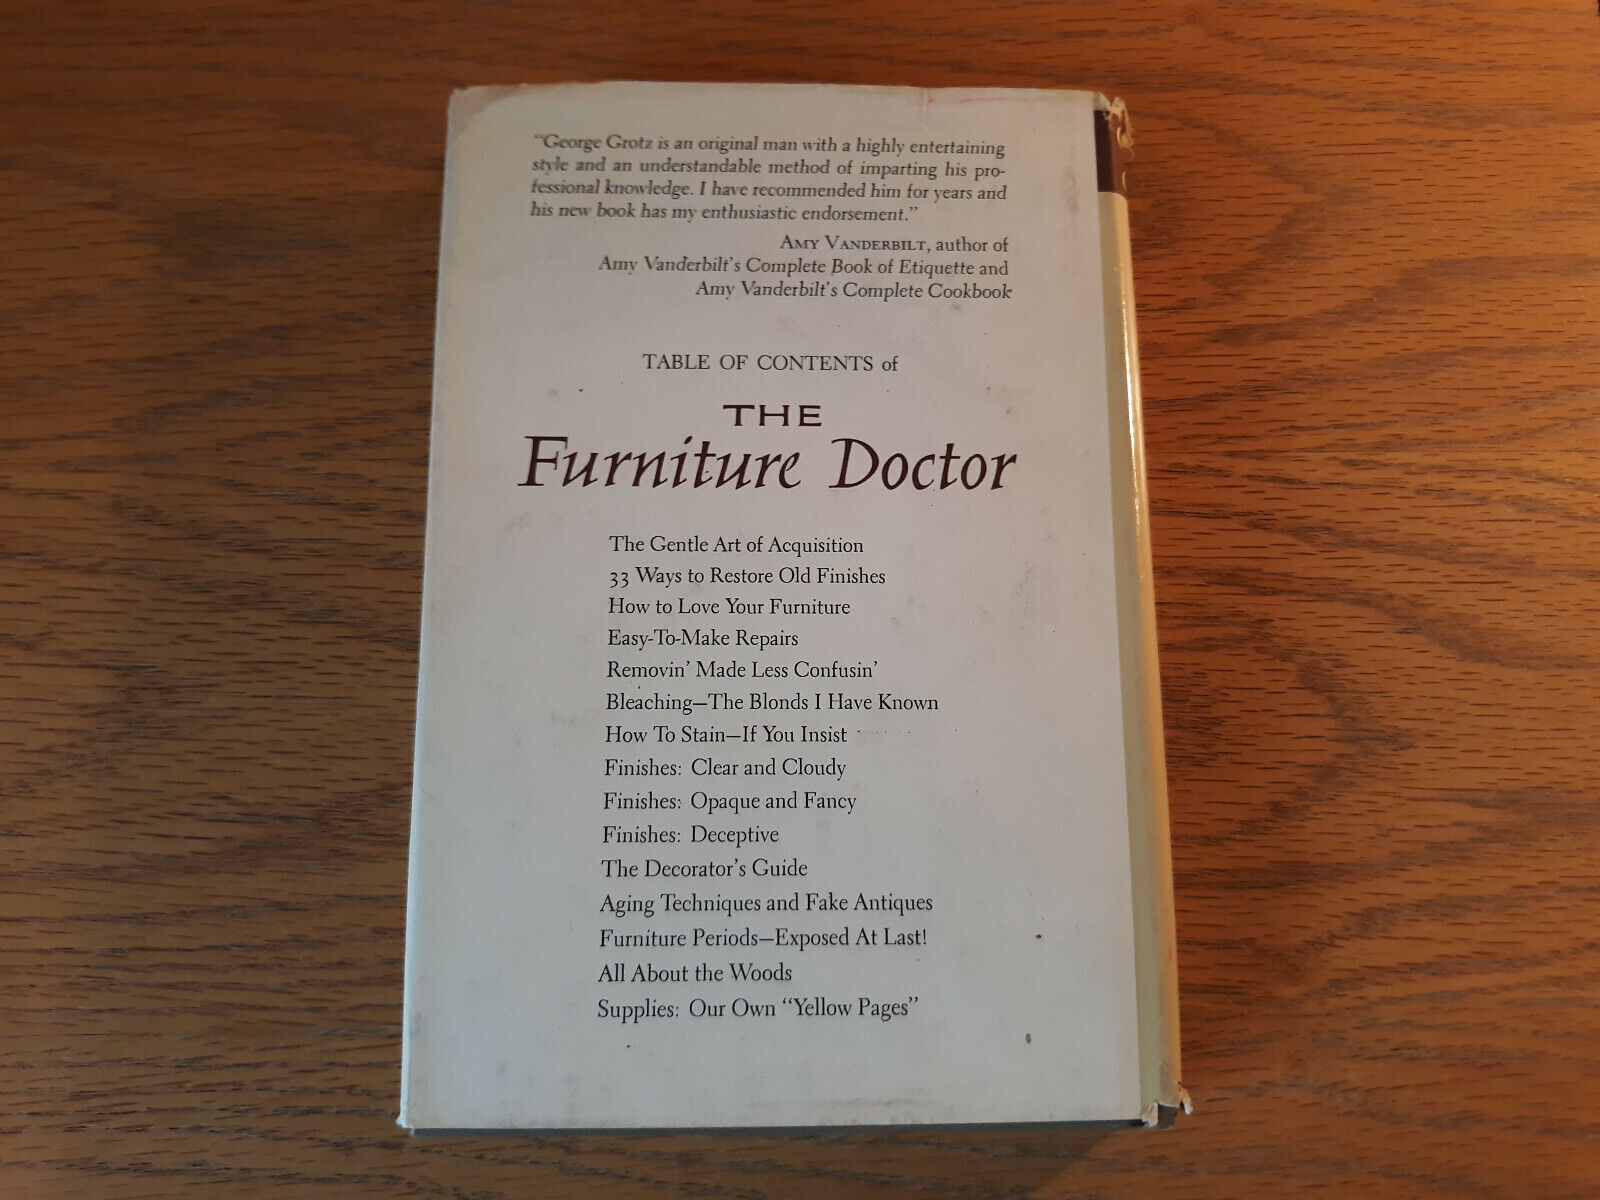 "George Grotz is an original man with a highly entertaining
style and an understandable method of imparting his pro-
fessional knowledge. I have recommended him for years and
his new book has my enthusiastic endorsement."
AMY VANDERBILT, author of
Amy Vanderbilt's Complete Book of Etiquette and
Amy Vanderbilt's Complete Cookbook
TABLE OF CONTENTS of
THE
Furniture Doctor
The Gentle Art of Acquisition
33 Ways to Restore Old Finishes
How to Love Your Furniture
Easy-To-Make Repairs
Removin' Made Less Confusin'
Bleaching—The Blonds I Have Known
How To Stain—If You Insist
Finishes: Clear and Cloudy
Finishes: Opaque and Fancy
Finishes: Deceptive
The Decorator's Guide
Aging Techniques and Fake Antiques
Furniture Periods—Exposed At Last!
All About the Woods
Supplies: Our Own "Yellow Pages"